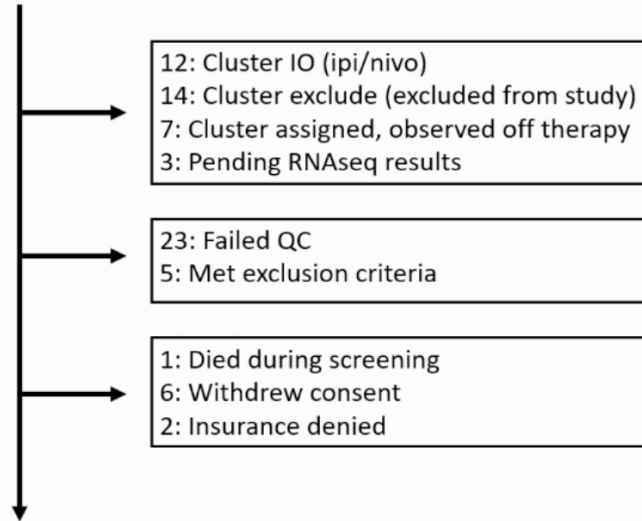 12: Cluster IO (ipi/nivo)
14: Cluster exclude (excluded from study)
7: Cluster assigned, observed off therapy
3: Pending RNAseq results
23: Failed QC
5: Met exclusion criteria
1: Died during screening
6: Withdrew consent
2: Insurance denied